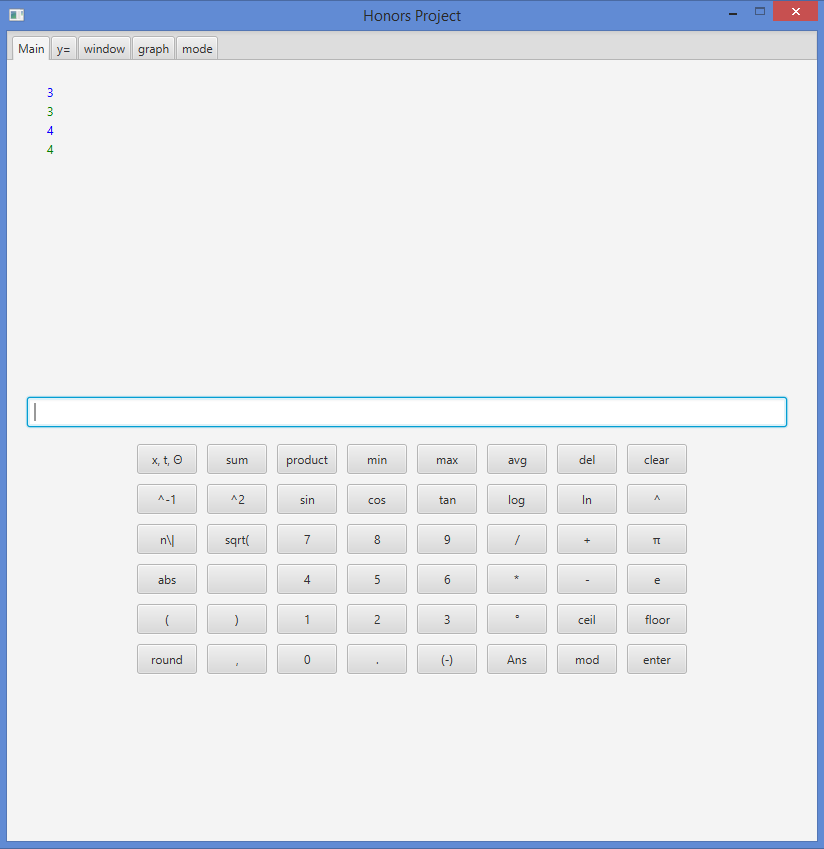 Honors Project
Main y= window graph mode
3
3
4
4
x, t, Θ sum product min max avg del clear
^-1 ^2 sin cos tan log ln ^
n\| sqrt( 7 8 9 / + π
abs 4 5 6 * - e
( ) 1 2 3 ° ceil floor
round , 0 . (-) Ans mod enter